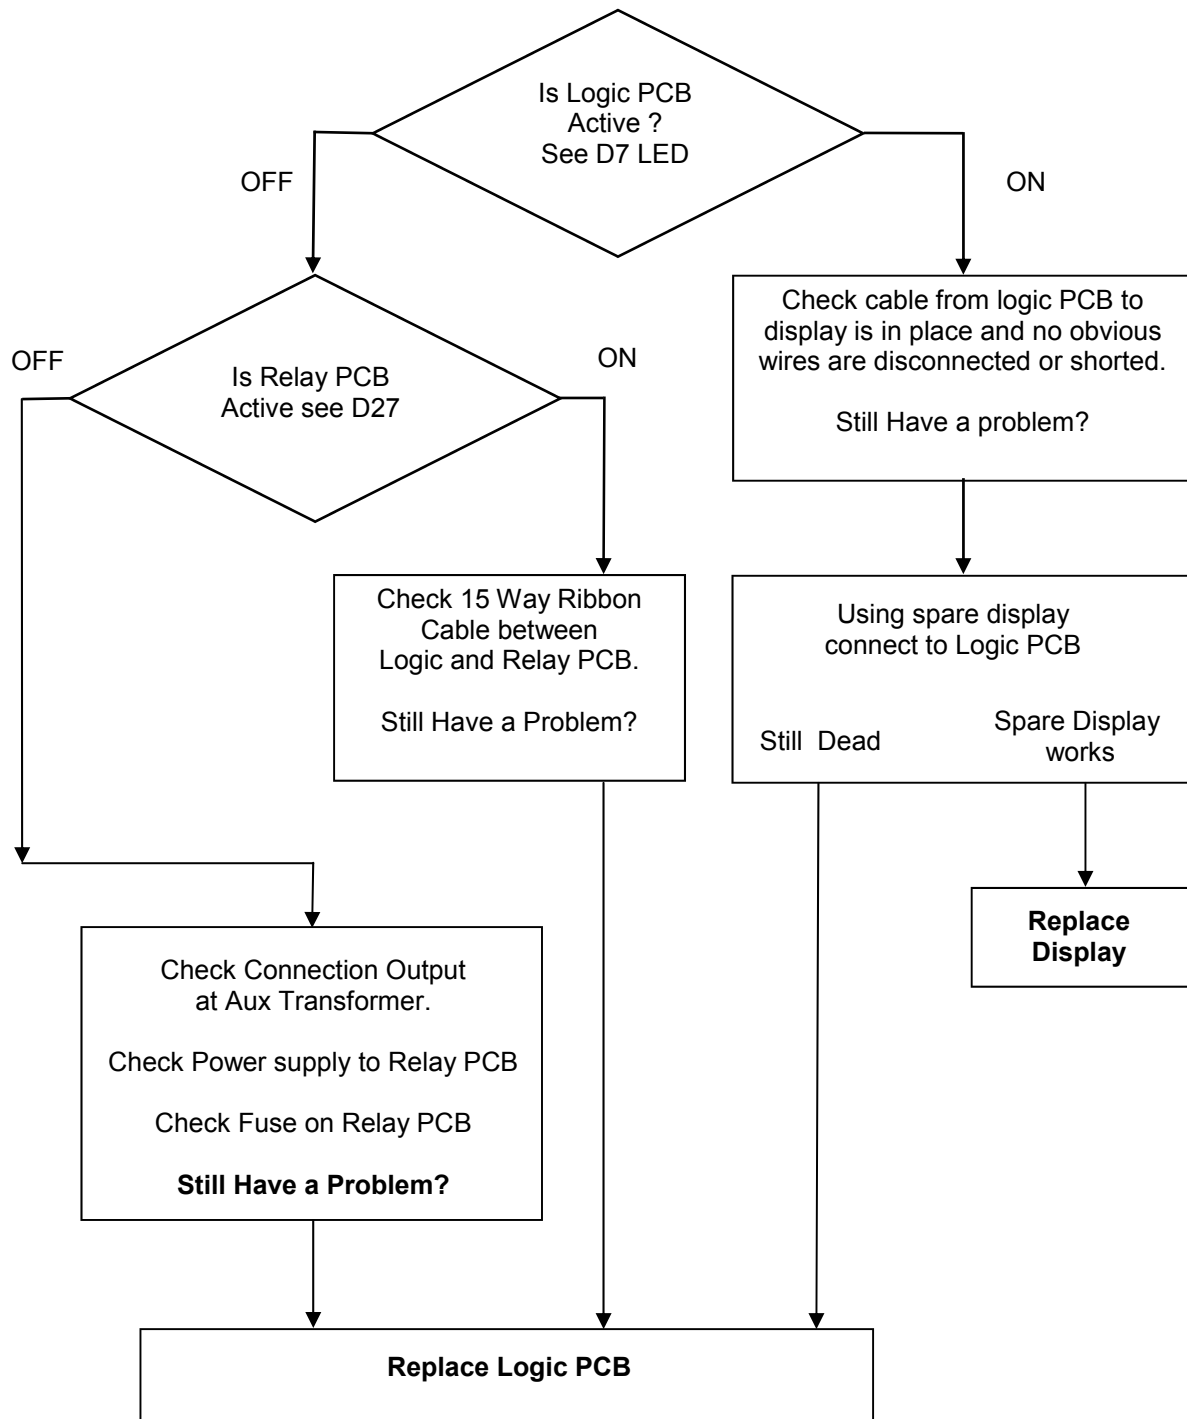 Is Logic PCB
Active ?
See D7 LED
OFF
ON
Is Relay PCB
Active see D27
OFF
ON
Check cable from logic PCB to
display is in place and no obvious
wires are disconnected or shorted.
Still Have a problem?
Check 15 Way Ribbon
Cable between
Logic and Relay PCB.
Still Have a Problem?
Using spare display
connect to Logic PCB
Still Dead
Spare Display
works
Replace
Display
Check Connection Output
at Aux Transformer.
Check Power supply to Relay PCB
Check Fuse on Relay PCB
Still Have a Problem?
Replace Logic PCB